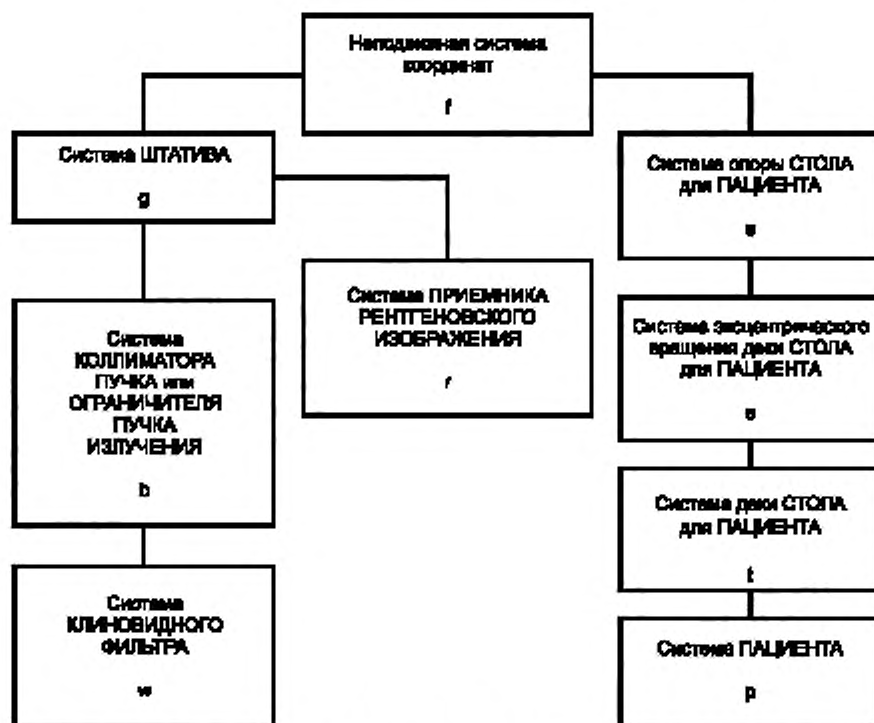 Неподвижная система
координат
f
Система ШТАТИВА
g
Система опоры СТОЛА
для ПАЦИЕНТА
s
Система ПРИЕМНИКА
РЕНТГЕНОВСКОГО
ИЗОБРАЖЕНИЯ
r
Система
КОЛЛИМАТОРА
ПУЧКА или
ОГРАНИЧИТЕЛЯ
ПУЧКА
ИЗЛУЧЕНИЯ
b
Система эксцентрического
вращения деки СТОЛА
для ПАЦИЕНТА
e
Система деки СТОЛА
для ПАЦИЕНТА
t
Система
КЛИНОВИДНОГО
ФИЛЬТРА
w
Система ПАЦИЕНТА
p